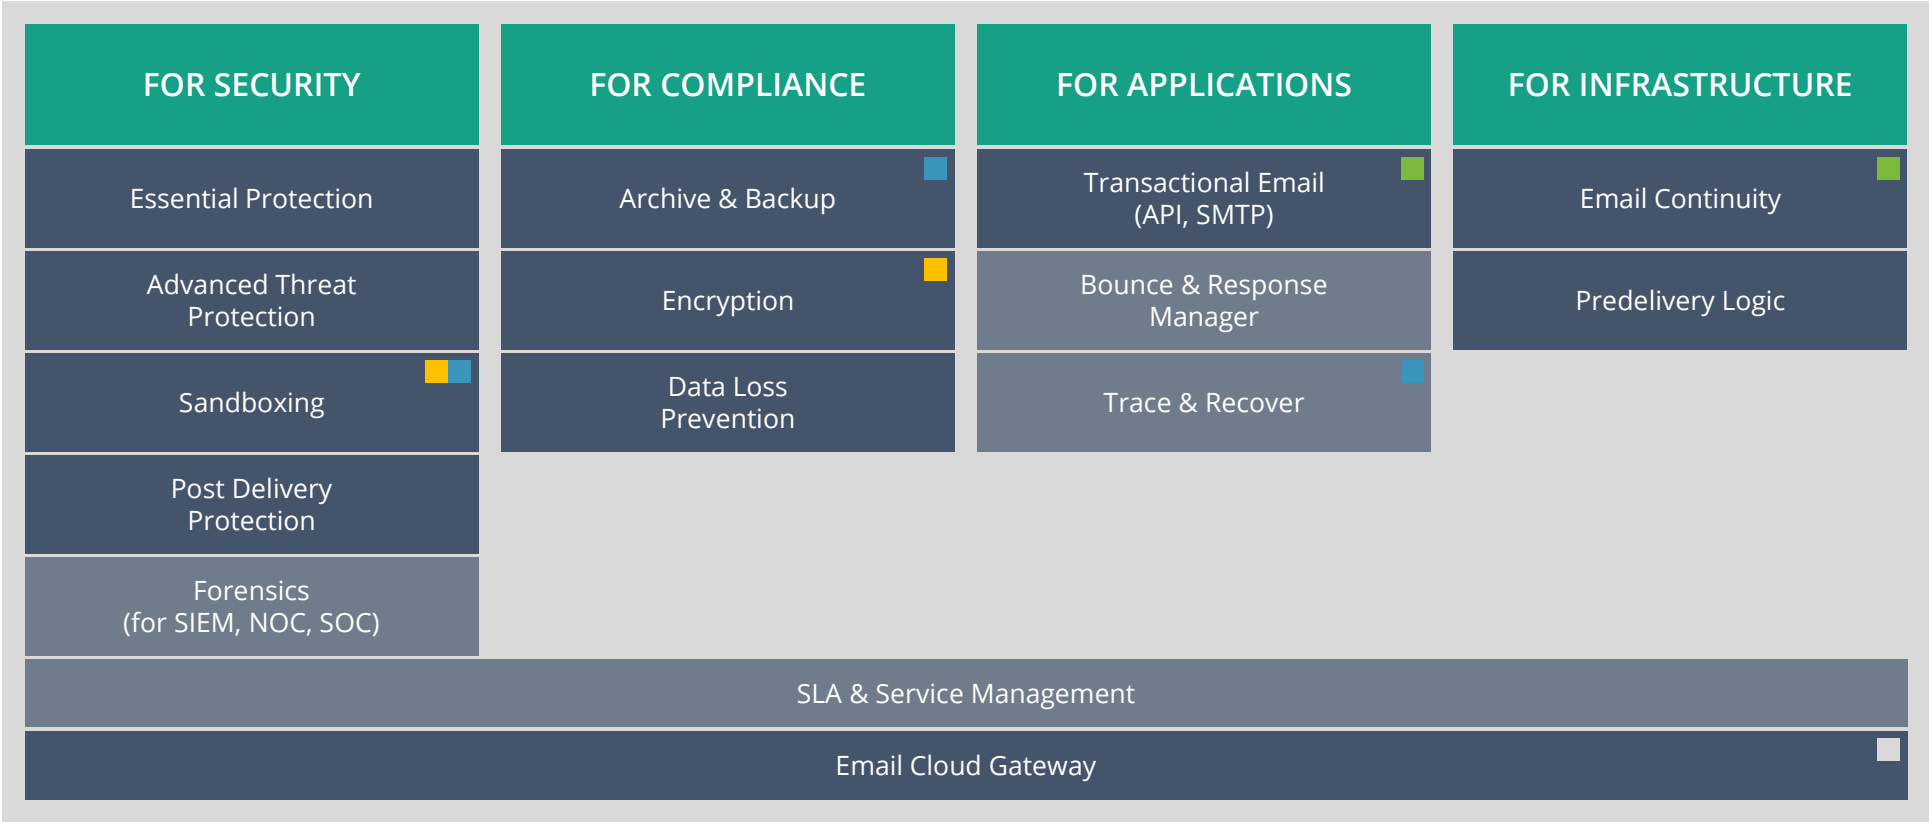 FOR SECURITY
Essential Protection
Advanced Threat
Protection
Sandboxing
Post Delivery
Protection
Forensics
(for SIEM, NOC, SOC)
FOR COMPLIANCE
Archive & Backup
Encryption
Data Loss
Prevention
FOR APPLICATIONS
Transactional Email
(API, SMTP)
Bounce & Response
Manager
Trace & Recover
FOR INFRASTRUCTURE
Email Continuity
Predelivery Logic
SLA & Service Management
Email Cloud Gateway